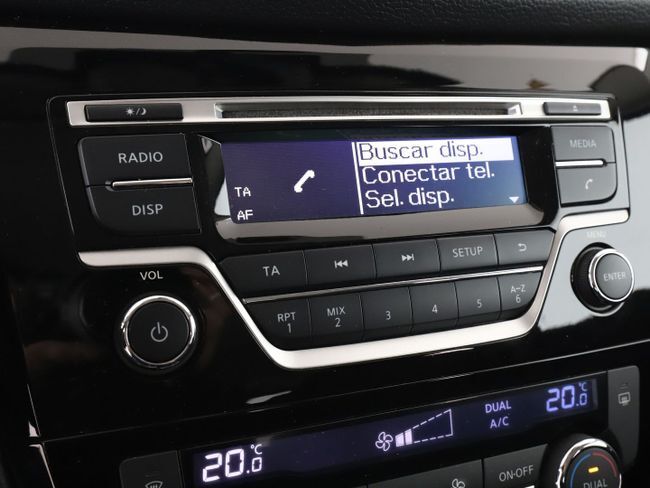 RADIO
DISP
TA
AF
Buscar disp.
Conectar tel.
Sel. disp.
MEDIA
MENU
ENTER
VOL
TA
SETUP
RPT
1
MIX
2
3
4
5
A-Z
6
20.0°C
DUAL
A/C
20.0°C
ON·OFF
DUAL